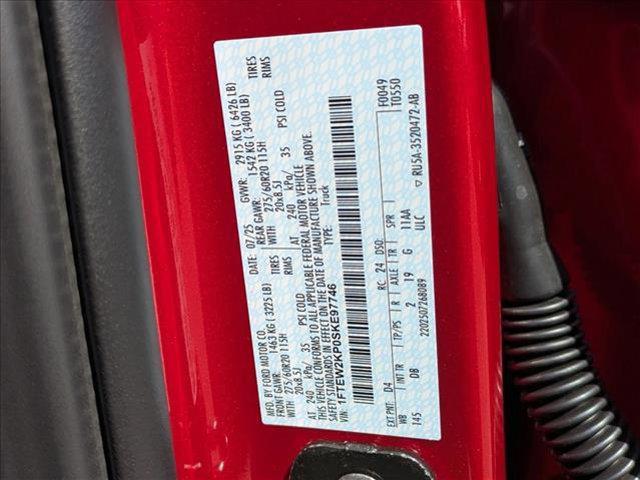 MFD. BY FORD MOTOR CO.
DATE: 07/25 GVWR: 2915 KG ( 6426 LB)
FRONT GAWR: 1463 KG ( 3225 LB) REAR GAWR: 1542 KG ( 3400 LB)
WITH 275/60R20 115H TIRES WITH 275/60R20 115H TIRES
20x8.5J RIMS 20x8.5J RIMS
AT 240 kPa/ 35 PSI COLD AT 240 kPa/ 35 PSI COLD
THIS VEHICLE CONFORMS TO ALL APPLICABLE FEDERAL MOTOR VEHICLE
SAFETY STANDARDS IN EFFECT ON THE DATE OF MANUFACTURE SHOWN ABOVE.
VIN: 1FTEW2KP0SKE97746 TYPE: Truck
F0049
EXT PNT: D4 RC: 24 DSO: T0550
WB INT TR TP/PS R AXLE TR SPR
145 DB 2 19 G 11AA
ULC
2202507268089 RU5A-3520472-AB